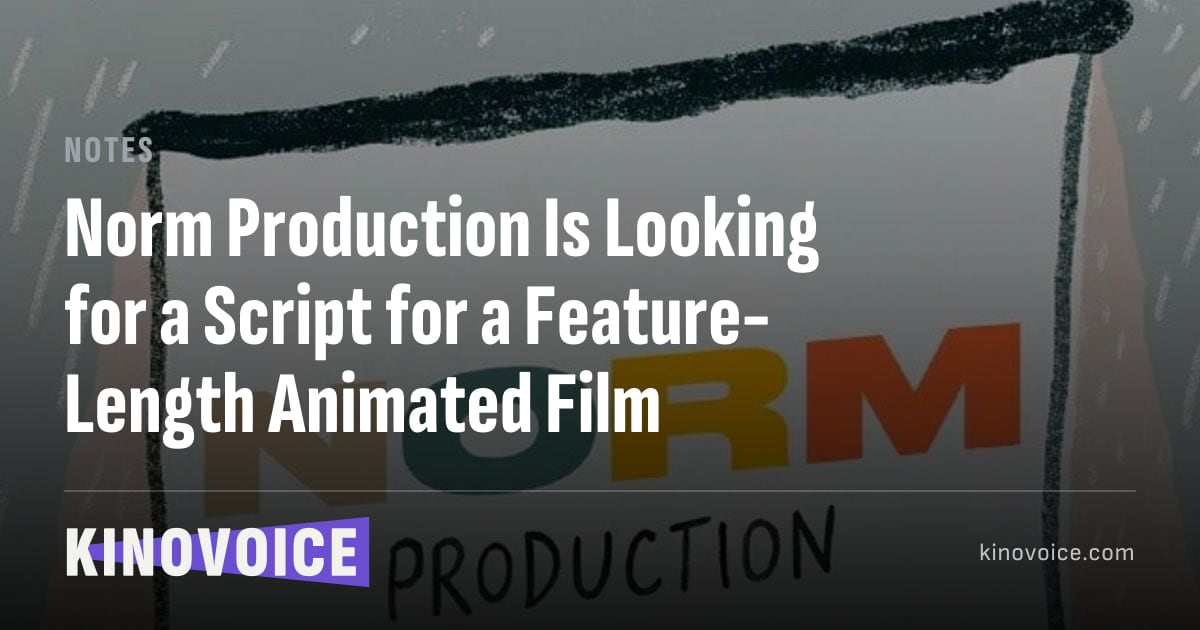 NOTES
Norm Production Is Looking
for a Script for a Feature-
Length Animated Film
NORM
PRODUCTION
KINOVOICE
kinovoice.com